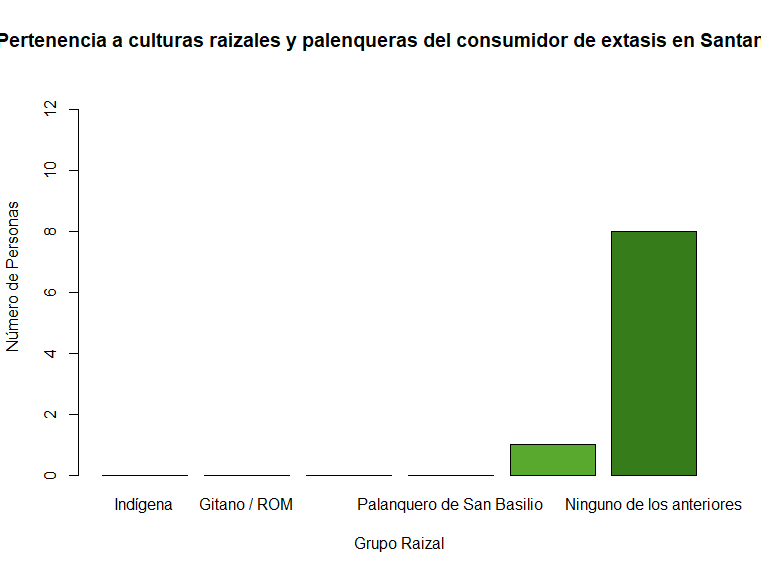 Pertenencia a culturas raizales y palenqueras del consumidor de extasis en Santan
Número de Personas
12
10
8
6
4
2
0
Indígena Gitano / ROM Palanquero de San Basilio Ninguno de los anteriores
Grupo Raizal